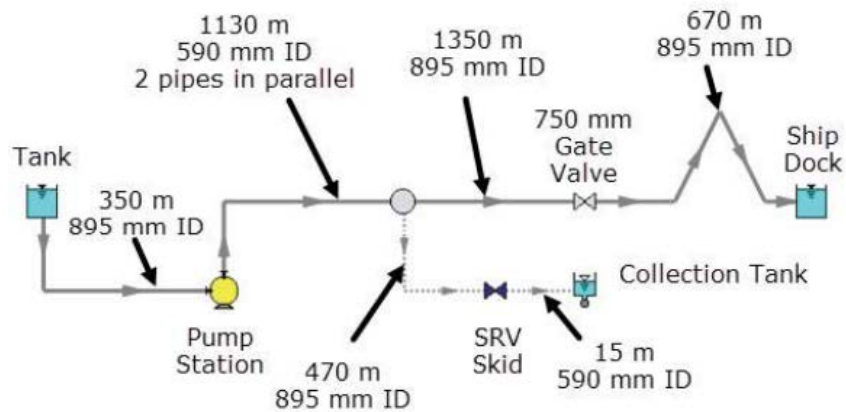 1130 m
590 mm ID
2 pipes in parallel
1350 m
895 mm ID
670 m
895 mm ID
750 mm
Gate
Valve
Ship
Dock
Tank
350 m
895 mm ID
Pump
Station
470 m
895 mm ID
SRV
Skid
15 m
590 mm ID
Collection Tank